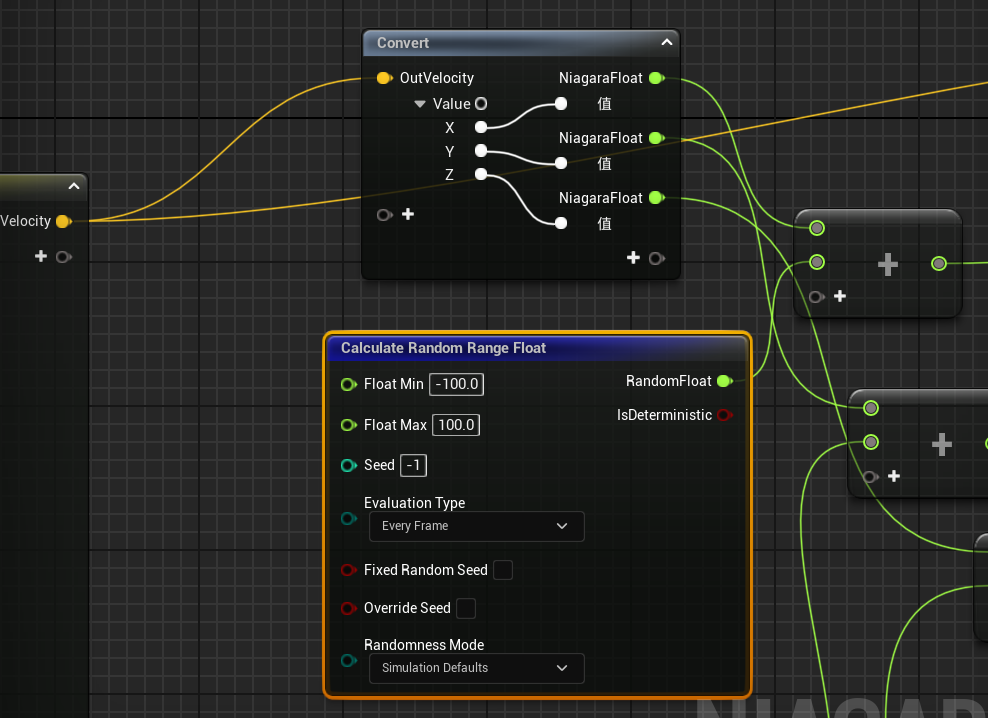 Convert
OutVelocity
NiagaraFloat
Value
值
X
NiagaraFloat
Y
值
Z
NiagaraFloat
值
Velocity
Calculate Random Range Float
Float Min -100.0
RandomFloat
Float Max 100.0
IsDeterministic
Seed -1
Evaluation Type
Every Frame
Fixed Random Seed
Override Seed
Randomness Mode
Simulation Defaults